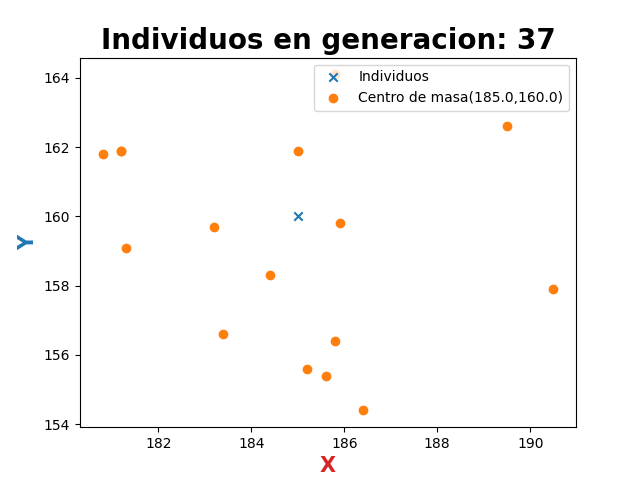 Individuos en generacion: 37
Individuos
Centro de masa(185.0,160.0)
164
162
160
158
156
154
Y
182
184
186
188
190
X